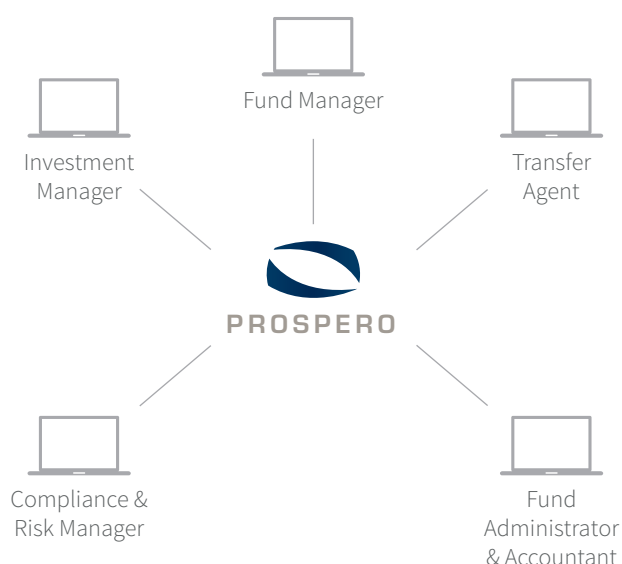 Fund Manager
Investment
Manager
Transfer
Agent
PROSPERO
Compliance &
Risk Manager
Fund
Administrator
& Accountant